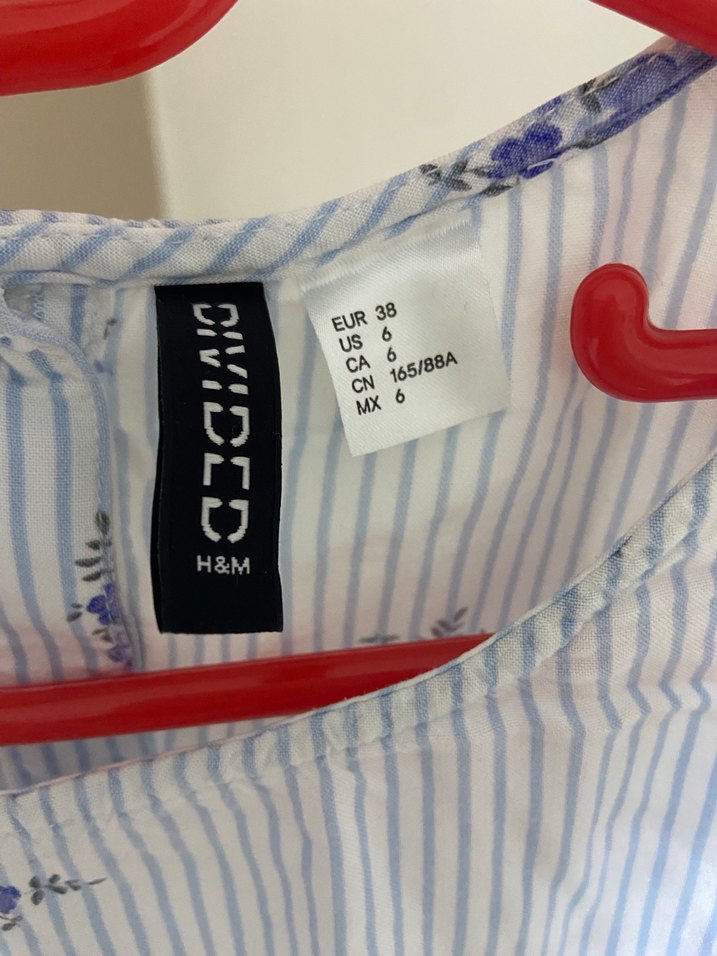 DIVIDED
H&M
EUR 38
US 6
CA 6
CN 165/88A
MX 6